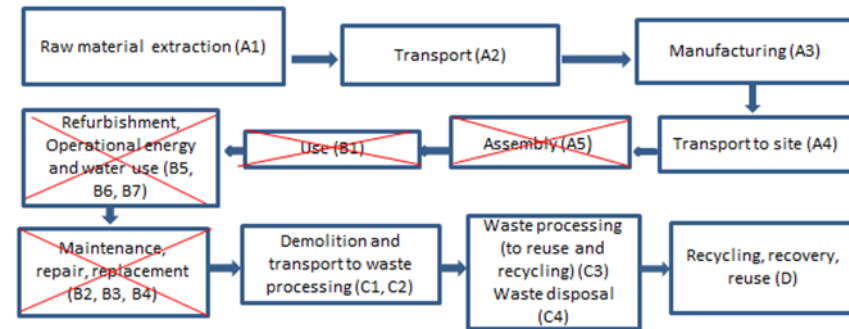 Raw material extraction (A1)
Transport (A2)
Manufacturing (A3)
Refurbishment,
Operational energy
and water use (B5,
B6, B7)
Use (B1)
Assembly (A5)
Transport to site (A4)
Maintenance,
repair, replacement
(B2, B3, B4)
Demolition and
transport to waste
processing (C1, C2)
Waste processing
(to reuse and
recycling) (C3)
Waste disposal
(C4)
Recycling, recovery,
reuse (D)